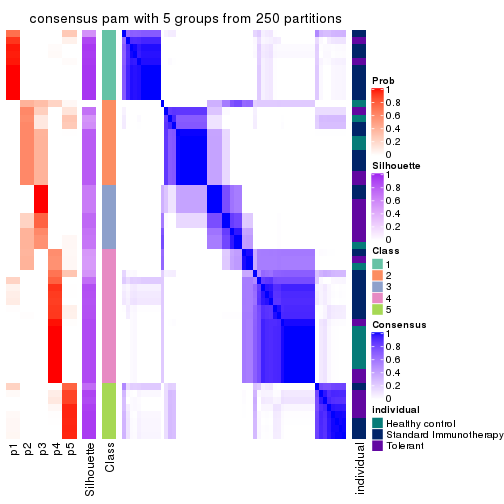 consensus pam with 5 groups from 250 partitions
Prob
1
0.8
0.6
0.4
0.2
0
Silhouette
1
0.8
0.6
0.4
0.2
0
Class
1
2
3
4
5
Consensus
1
0.8
0.6
0.4
0.2
0
individual
Healthy control
Standard Immunotherapy
Tolerant
p1
p2
p3
p4
p5
Silhouette
Class
individual